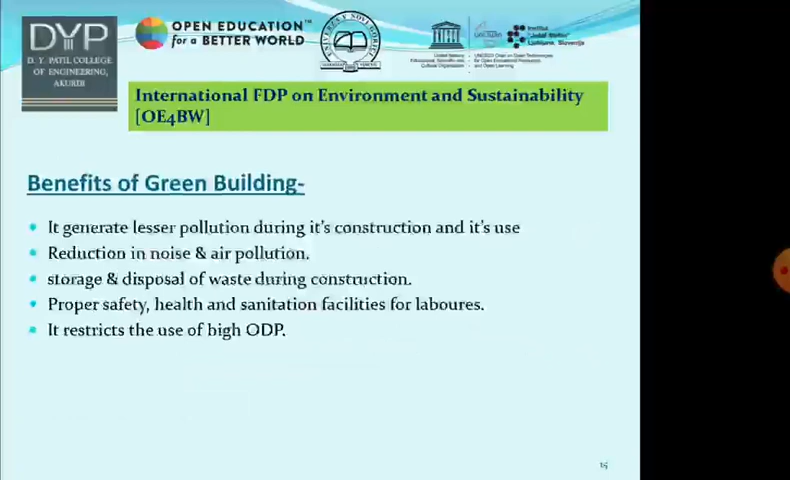 DYP
D. Y. PATIL COLLEGE
OF ENGINEERING,
AKURDI
OPEN EDUCATION™
for a BETTER WORLD
International FDP on Environment and Sustainability
[OE4BW]
Benefits of Green Building-
• It generate lesser pollution during it's construction and it's use
• Reduction in noise & air pollution.
• storage & disposal of waste during construction.
• Proper safety, health and sanitation facilities for laboures.
• It restricts the use of high ODP.
15